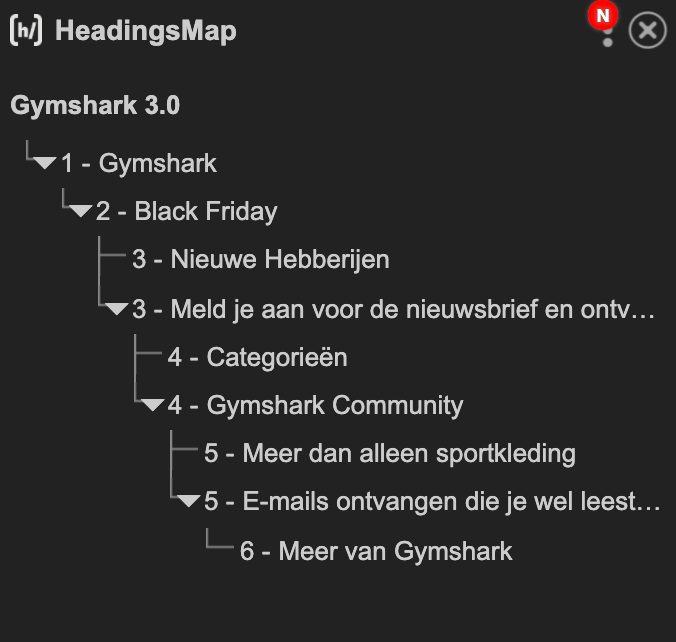 [h/] HeadingsMap
N
Gymshark 3.0
1 - Gymshark
2 - Black Friday
3 - Nieuwe Hebberijen
3 - Meld je aan voor de nieuwsbrief en ontv…
4 - Categorieën
4 - Gymshark Community
5 - Meer dan alleen sportkleding
5 - E-mails ontvangen die je wel leest…
6 - Meer van Gymshark